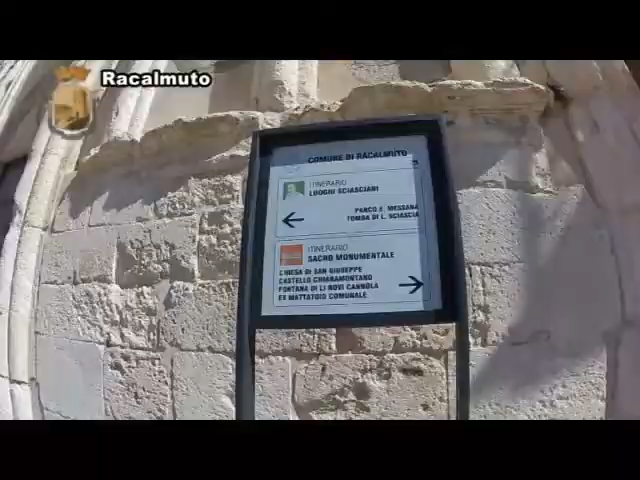 Racalmuto
COMUNE DI RACALMUTO
ITINERARIO
LUOGHI SCIASCIANI
PARCO E. MESSANA
TOMBA DI L. SCIASCIA
ITINERARIO
SACRO MONUMENTALE
CHIESA DI SAN GIUSEPPE
CASTELLO CHIARAMONTANO
FONTANA DI LI NOVI CANNOLA
EX MATTATOIO COMUNALE